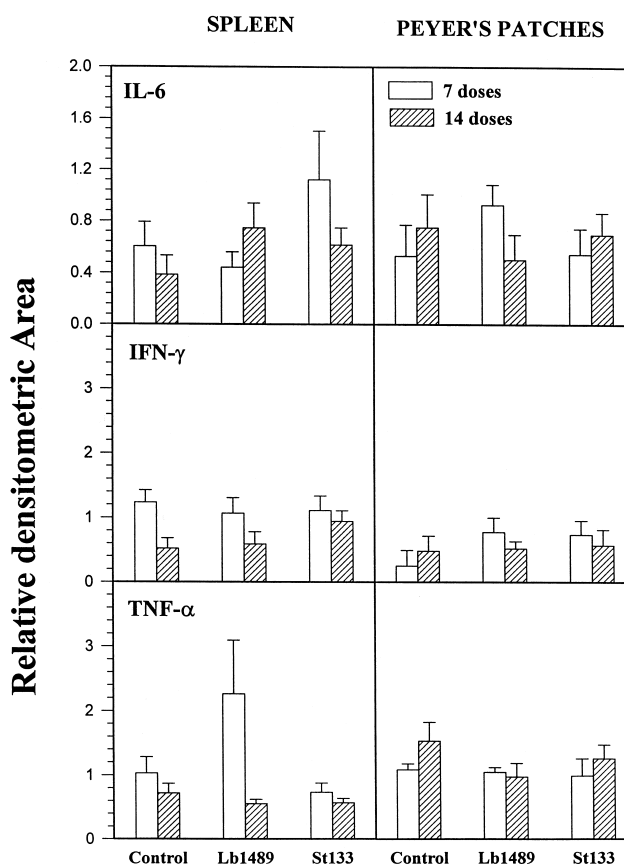 SPLEEN PEYER'S PATCHES
2.0
IL-6
7 doses
1.6
14 doses
1.2
0.8
0.4
0.0
Relative densitometric Area
IFN-γ
3
2
1
0
TNF-α
3
2
1
0
Control Lb1489 St133 Control Lb1489 St133